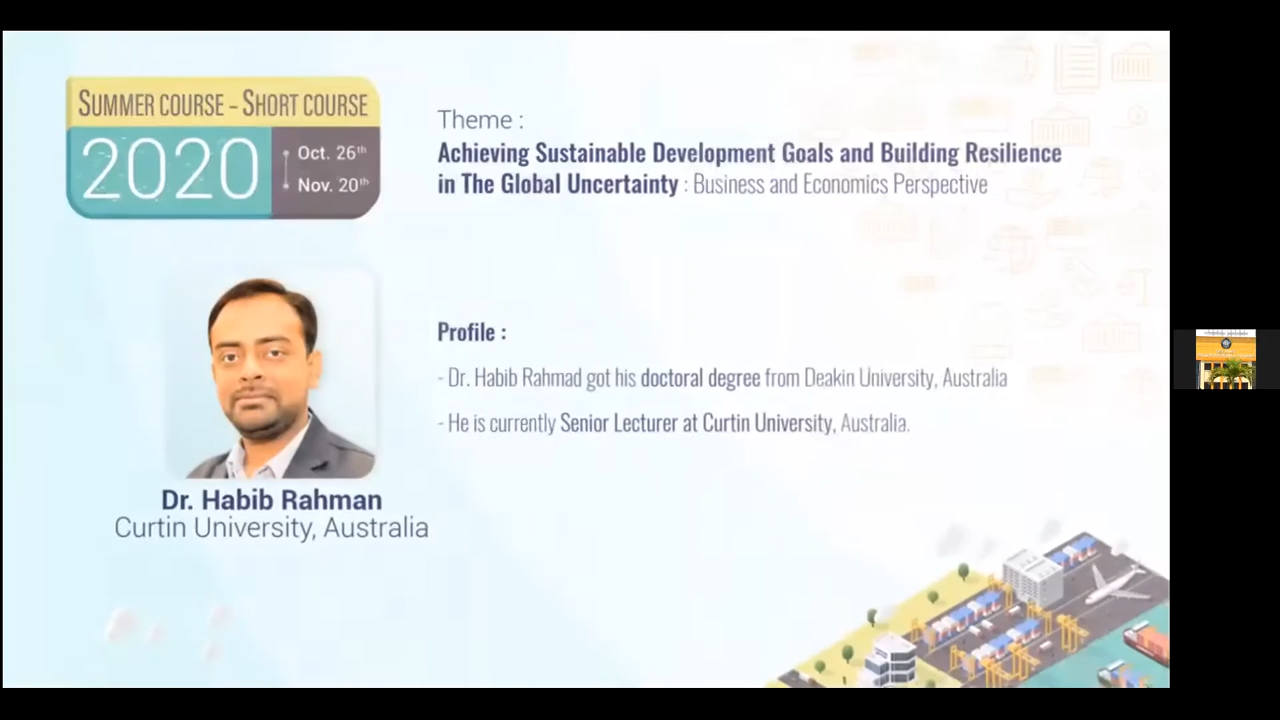 SUMMER COURSE - SHORT COURSE
2020
Oct. 26th
Nov. 20th
Theme :
Achieving Sustainable Development Goals and Building Resilience
in The Global Uncertainty : Business and Economics Perspective
Profile :
- Dr. Habib Rahmad got his doctoral degree from Deakin University, Australia
- He is currently Senior Lecturer at Curtin University, Australia.
Dr. Habib Rahman
Curtin University, Australia